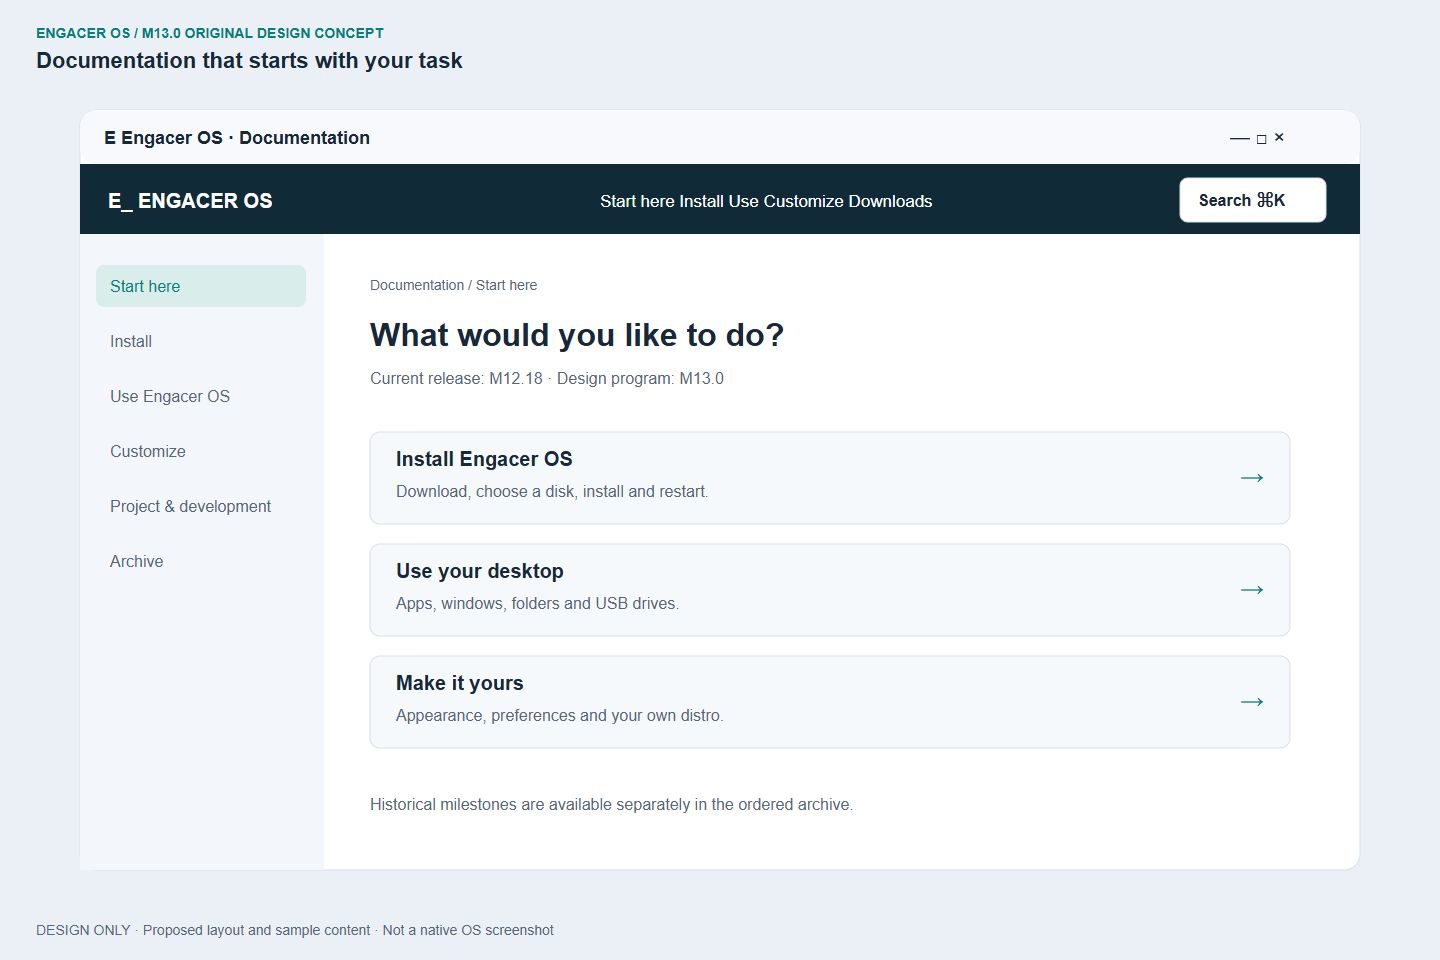 ENGACER OS / M13.0 ORIGINAL DESIGN CONCEPT
Documentation that starts with your task
E Engacer OS · Documentation
E_ ENGACER OS
Start here Install Use Customize Downloads
Search ⌘K
Start here
Install
Use Engacer OS
Customize
Project & development
Archive
Documentation / Start here
What would you like to do?
Current release: M12.18 · Design program: M13.0
Install Engacer OS
Download, choose a disk, install and restart.
Use your desktop
Apps, windows, folders and USB drives.
Make it yours
Appearance, preferences and your own distro.
Historical milestones are available separately in the ordered archive.
DESIGN ONLY · Proposed layout and sample content · Not a native OS screenshot